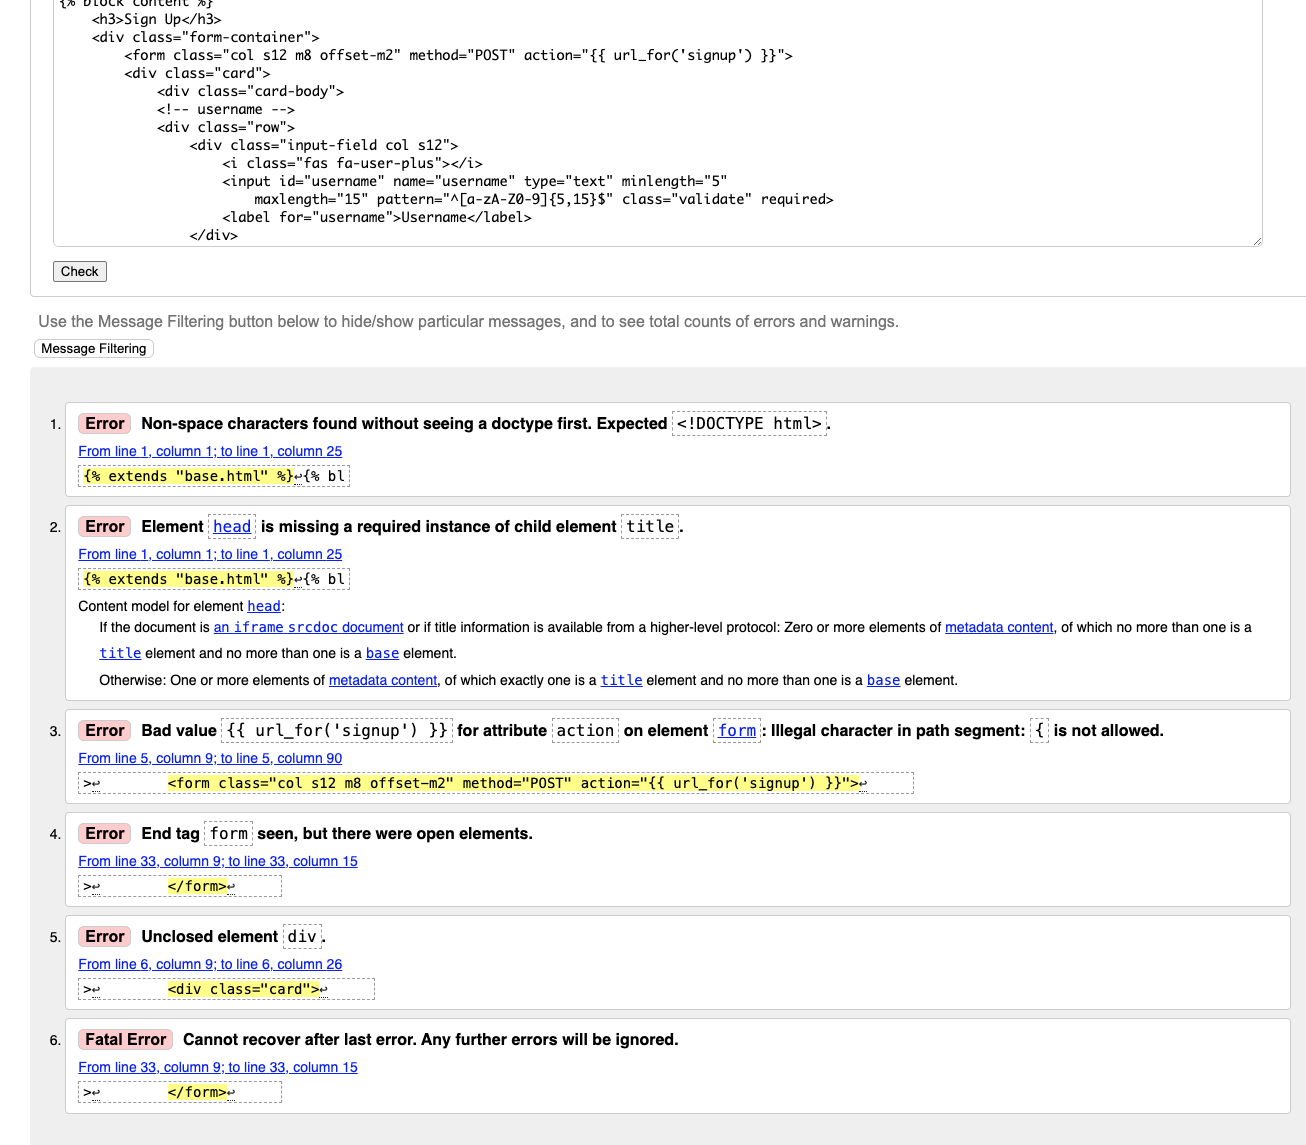 {% block content %}
<h3>Sign Up</h3>
<div class="form-container">
<form class="col s12 m8 offset-m2" method="POST" action="{{ url_for('signup') }}">
<div class="card">
<div class="card-body">
<!-- username -->
<div class="row">
<div class="input-field col s12">
<i class="fas fa-user-plus"></i>
<input id="username" name="username" type="text" minlength="5"
maxlength="15" pattern="^[a-zA-Z0-9]{5,15}$" class="validate" required>
<label for="username">Username</label>
</div>
Check
Use the Message Filtering button below to hide/show particular messages, and to see total counts of errors and warnings.
Message Filtering
1. Error Non-space characters found without seeing a doctype first. Expected <!DOCTYPE html>.
From line 1, column 1; to line 1, column 25
{% extends "base.html" %}↩{% bl
2. Error Element head is missing a required instance of child element title.
From line 1, column 1; to line 1, column 25
{% extends "base.html" %}↩{% bl
Content model for element head:
If the document is an iframe srcdoc document or if title information is available from a higher-level protocol: Zero or more elements of metadata content, of which no more than one is a
title element and no more than one is a base element.
Otherwise: One or more elements of metadata content, of which exactly one is a title element and no more than one is a base element.
3. Error Bad value {{ url_for('signup') }} for attribute action on element form: Illegal character in path segment: { is not allowed.
From line 5, column 9; to line 5, column 90
>↩ <form class="col s12 m8 offset-m2" method="POST" action="{{ url_for('signup') }}">↩
4. Error End tag form seen, but there were open elements.
From line 33, column 9; to line 33, column 15
>↩ </form>↩
5. Error Unclosed element div.
From line 6, column 9; to line 6, column 26
>↩ <div class="card">↩
6. Fatal Error Cannot recover after last error. Any further errors will be ignored.
From line 33, column 9; to line 33, column 15
>↩ </form>↩